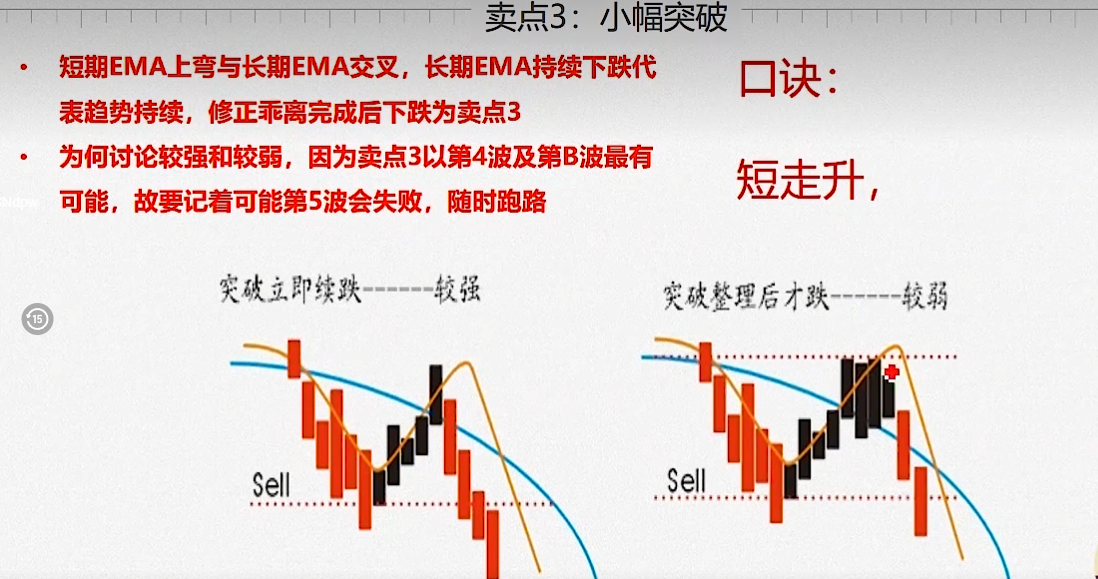 卖点3：小幅突破
• 短期EMA上弯与长期EMA交叉，长期EMA持续下跌代
表趋势持续，修正乖离完成后下跌为卖点3
• 为何讨论较强和较弱，因为卖点3以第4波及第B波最有
可能，故要记着可能第5波会失败，随时跑路
口诀：
短走升，
突破立即续跌------较强
突破整理后才跌------较弱
15
Sell
Sell